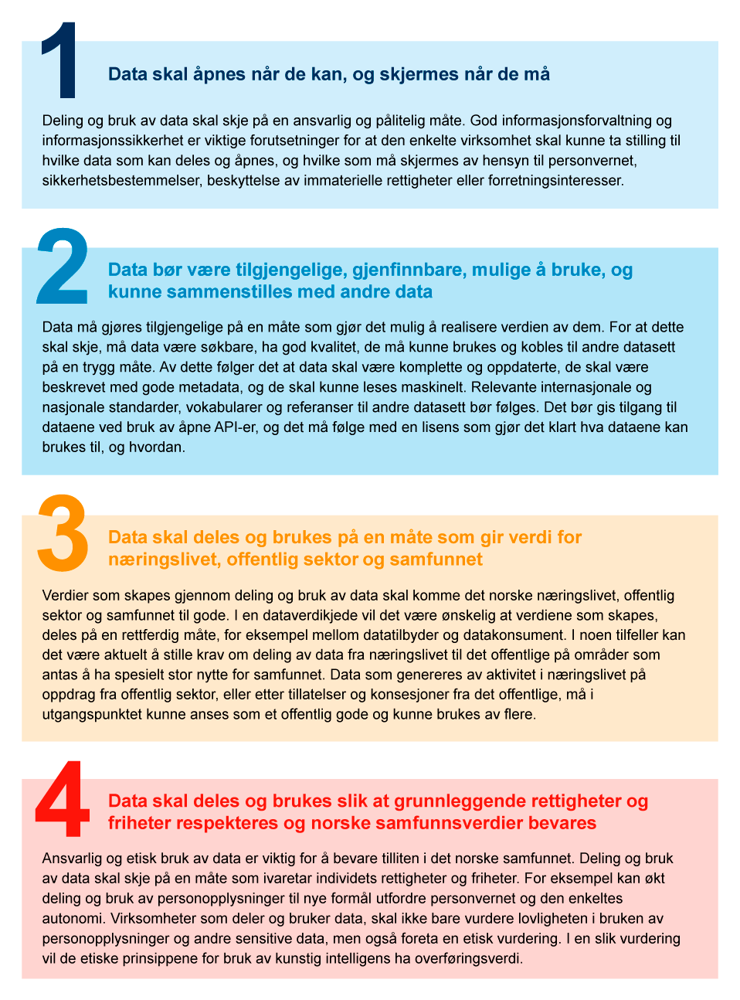 1
Data skal åpnes når de kan, og skjermes når de må
Deling og bruk av data skal skje på en ansvarlig og pålitelig måte. God informasjonsforvaltning og
informasjonssikkerhet er viktige forutsetninger for at den enkelte virksomhet skal kunne ta stilling til
hvilke data som kan deles og åpnes, og hvilke som må skjermes av hensyn til personvernet,
sikkerhetsbestemmelser, beskyttelse av immaterielle rettigheter eller forretningsinteresser.
2
Data bør være tilgjengelige, gjenfinnbare, mulige å bruke, og
kunne sammenstilles med andre data
Data må gjøres tilgjengelige på en måte som gjør det mulig å realisere verdien av dem. For at dette
skal skje, må data være søkbare, ha god kvalitet, de må kunne brukes og kobles til andre datasett
på en trygg måte. Av dette følger det at data skal være komplette og oppdaterte, de skal være
beskrevet med gode metadata, og de skal kunne leses maskinelt. Relevante internasjonale og
nasjonale standarder, vokabularer og referanser til andre datasett bør følges. Det bør gis tilgang til
dataene ved bruk av åpne API-er, og det må følge med en lisens som gjør det klart hva dataene kan
brukes til, og hvordan.
3
Data skal deles og brukes på en måte som gir verdi for
næringslivet, offentlig sektor og samfunnet
Verdier som skapes gjennom deling og bruk av data skal komme det norske næringslivet, offentlig
sektor og samfunnet til gode. I en dataverdikjede vil det være ønskelig at verdiene som skapes,
deles på en rettferdig måte, for eksempel mellom datatilbyder og datakonsument. I noen tilfeller kan
det være aktuelt å stille krav om deling av data fra næringslivet til det offentlige på områder som
antas å ha spesielt stor nytte for samfunnet. Data som genereres av aktivitet i næringslivet på
oppdrag fra offentlig sektor, eller etter tillatelser og konsesjoner fra det offentlige, må i
utgangspunktet kunne anses som et offentlig gode og kunne brukes av flere.
4
Data skal deles og brukes slik at grunnleggende rettigheter og
friheter respekteres og norske samfunnsverdier bevares
Ansvarlig og etisk bruk av data er viktig for å bevare tilliten i det norske samfunnet. Deling og bruk
av data skal skje på en måte som ivaretar individets rettigheter og friheter. For eksempel kan økt
deling og bruk av personopplysninger til nye formål utfordre personvernet og den enkeltes
autonomi. Virksomheter som deler og bruker data, skal ikke bare vurdere lovligheten i bruken av
personopplysninger og andre sensitive data, men også foreta en etisk vurdering. I en slik vurdering
vil de etiske prinsippene for bruk av kunstig intelligens ha overføringsverdi.